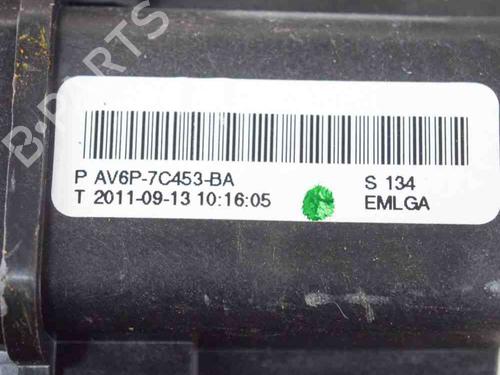 B-PARTS
P AV6P-7C453-BA S 134
T 2011-09-13 10:16:05 EMLGA